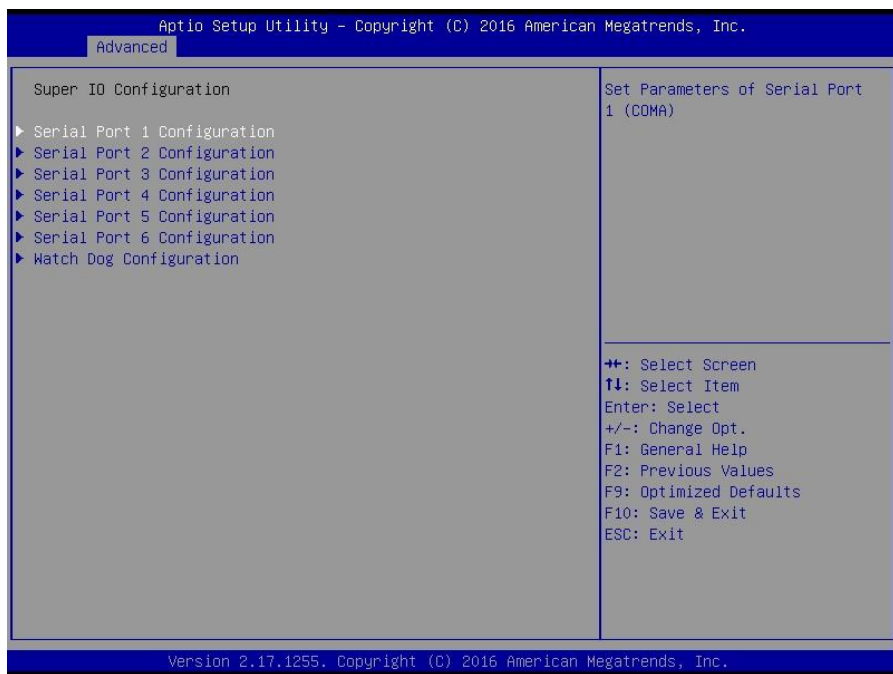 Aptio Setup Utility – Copyright (C) 2016 American Megatrends, Inc.
Advanced
Super IO Configuration
Serial Port 1 Configuration
Serial Port 2 Configuration
Serial Port 3 Configuration
Serial Port 4 Configuration
Serial Port 5 Configuration
Serial Port 6 Configuration
Watch Dog Configuration
Set Parameters of Serial Port
1 (COMA)
→←: Select Screen
↑↓: Select Item
Enter: Select
+/-: Change Opt.
F1: General Help
F2: Previous Values
F9: Optimized Defaults
F10: Save & Exit
ESC: Exit
Version 2.17.1255. Copyright (C) 2016 American Megatrends, Inc.